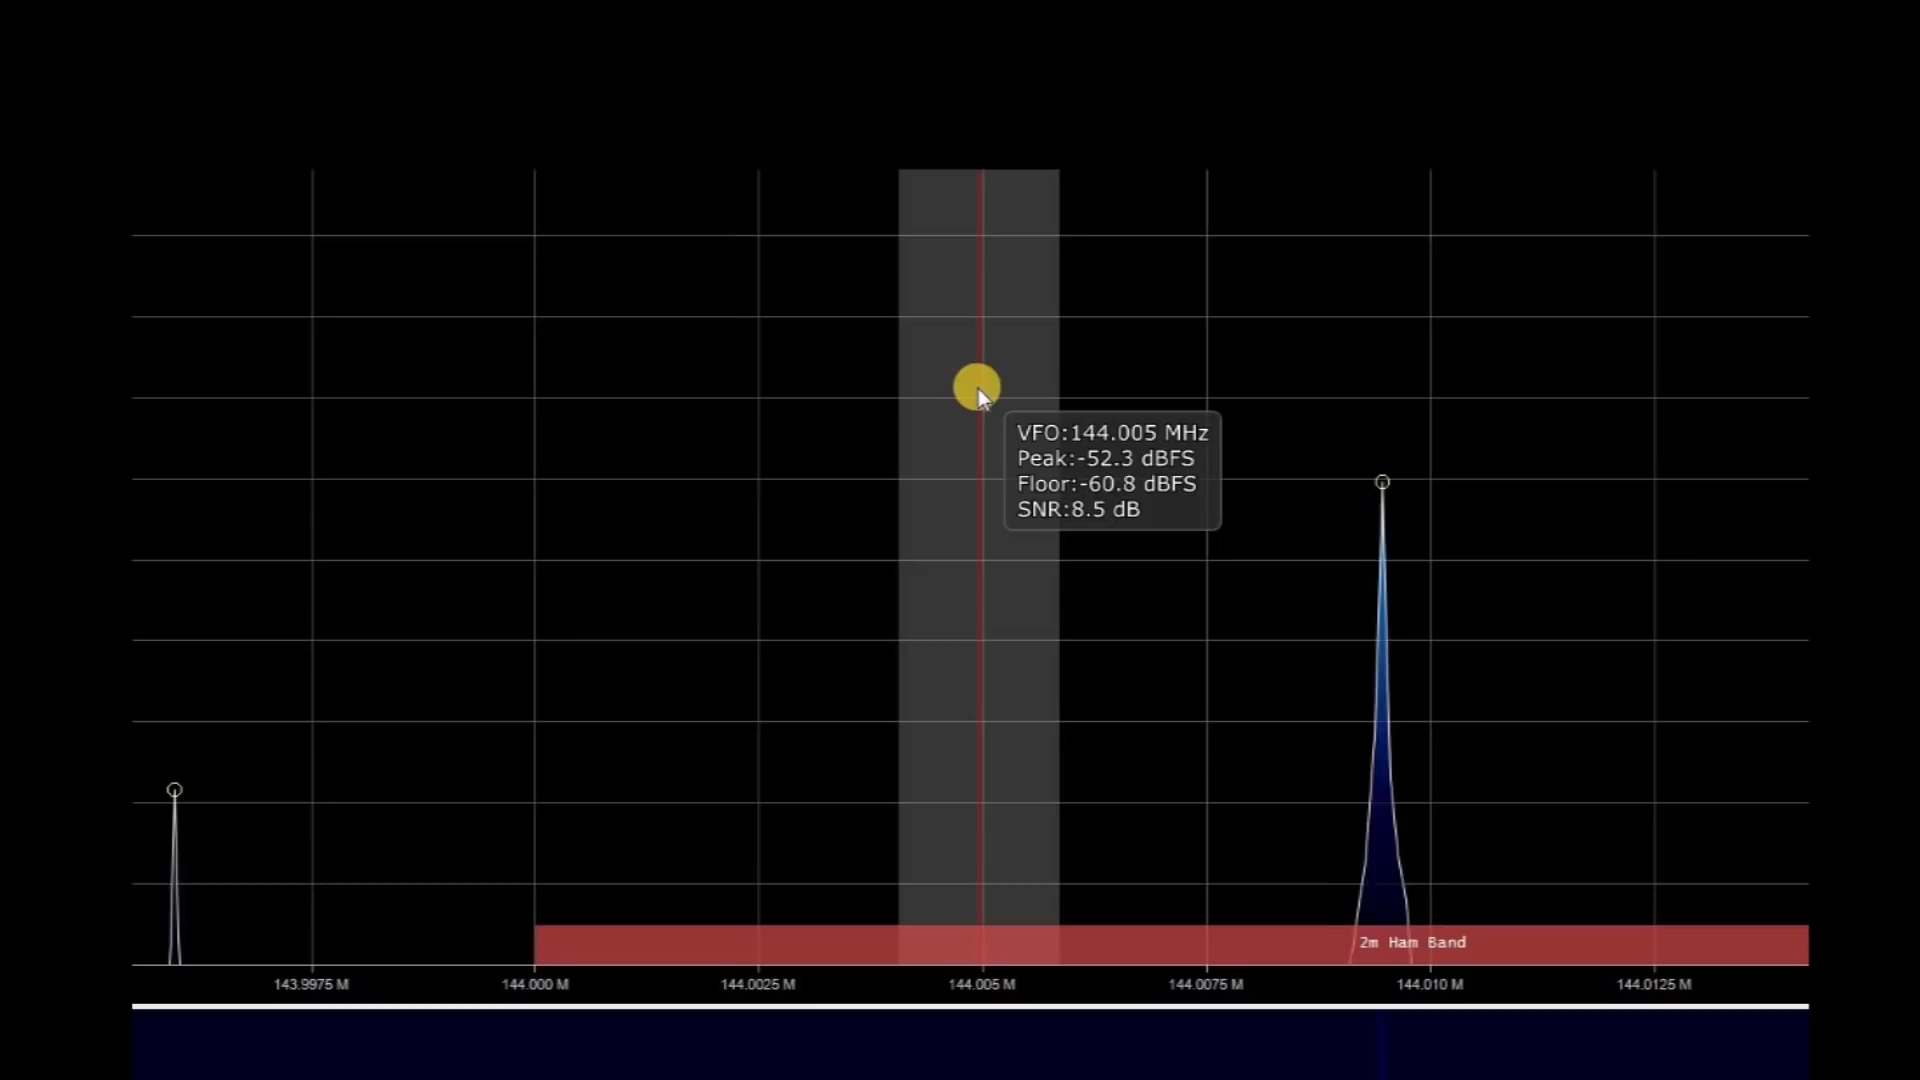 VFO:144.005 MHz
Peak:-52.3 dBFS
Floor:-60.8 dBFS
SNR:8.5 dB
2m Ham Band
143.9975 M 144.000 M 144.0025 M 144.005 M 144.0075 M 144.010 M 144.0125 M